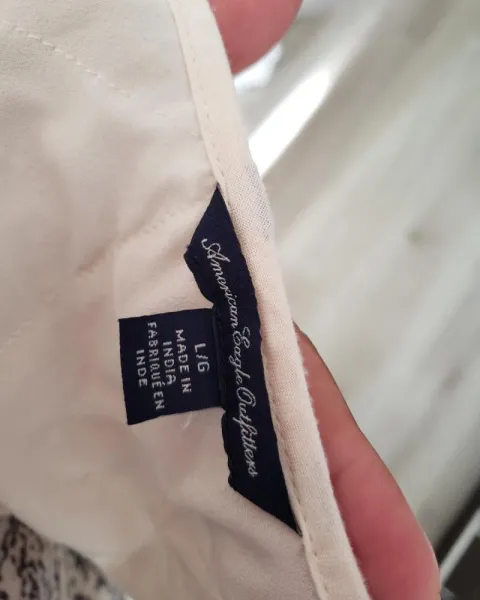 American Eagle Outfitters
L/G
MADE IN
INDIA
FABRIQUÉ EN
INDE